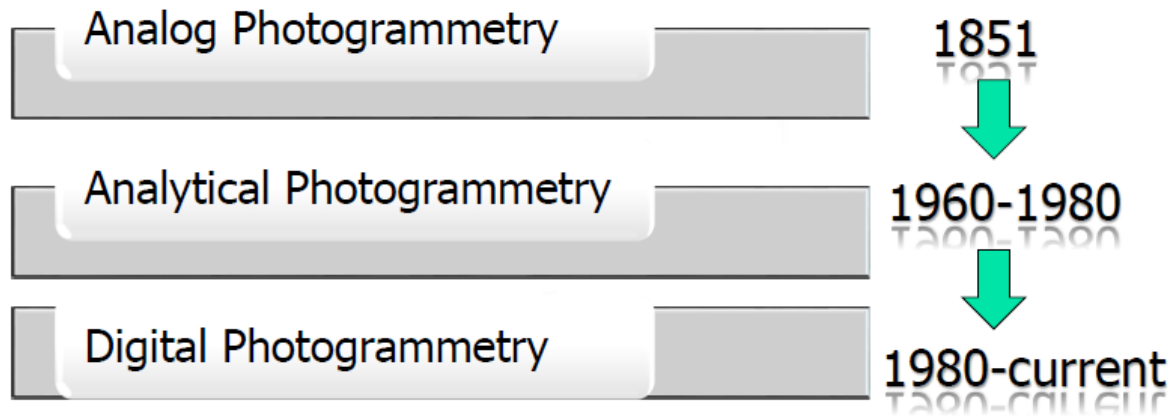 Analog Photogrammetry
1851
Analytical Photogrammetry
1960-1980
Digital Photogrammetry
1980-current